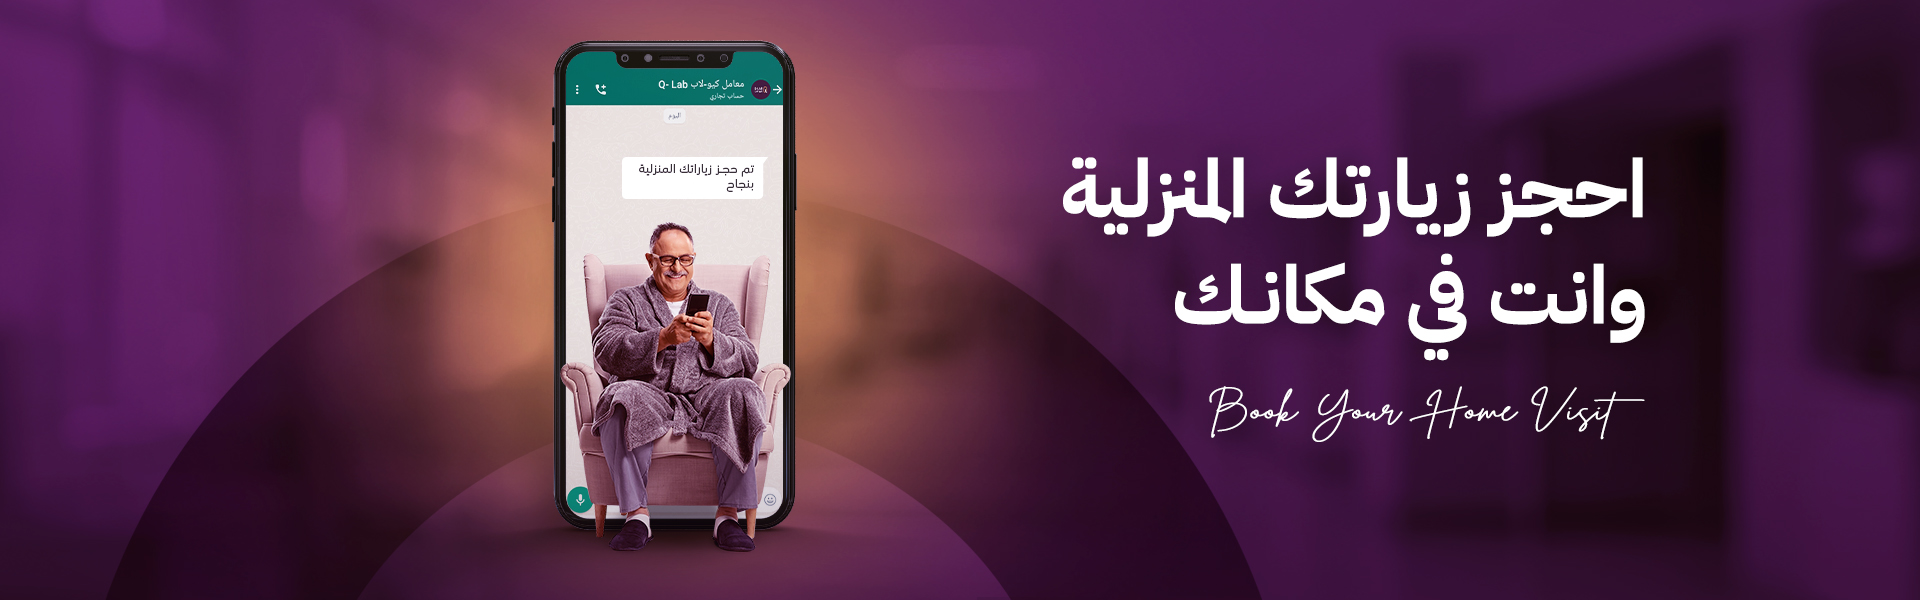 معامل كيو-لاب Q- Lab
حساب تجاري
اليوم
تم حجز زياراتك المنزلية
بنجاح
احجز زيارتك المنزلية
وانت في مكانك
Book Your Home Visit